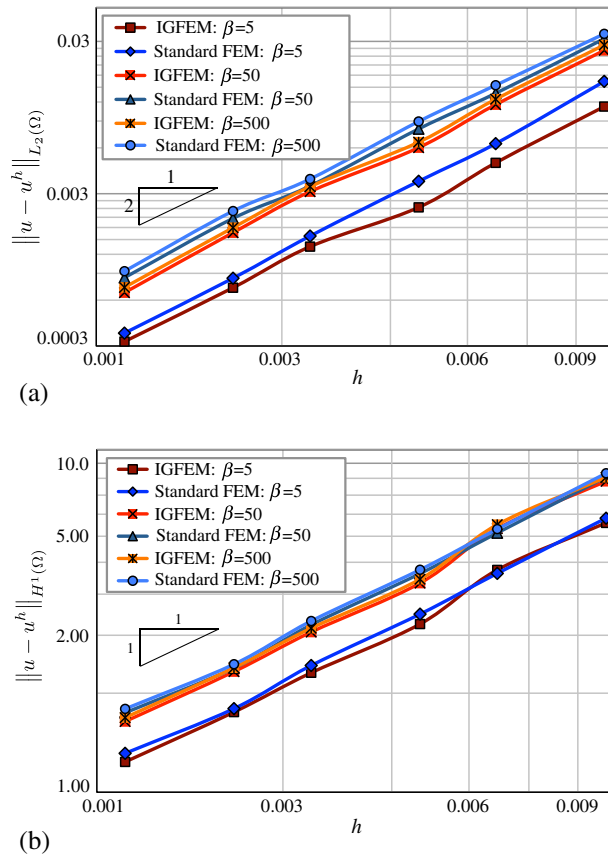 0.03
0.003
0.0003
||u − u^h||_{L_2(Ω)}
IGFEM: β=5
Standard FEM: β=5
IGFEM: β=50
Standard FEM: β=50
IGFEM: β=500
Standard FEM: β=500
1
2
0.001
0.003
0.006
0.009
h
(a)
10.0
5.00
2.00
1.00
||u − u^h||_{H^1(Ω)}
IGFEM: β=5
Standard FEM: β=5
IGFEM: β=50
Standard FEM: β=50
IGFEM: β=500
Standard FEM: β=500
1
1
0.001
0.003
0.006
0.009
h
(b)